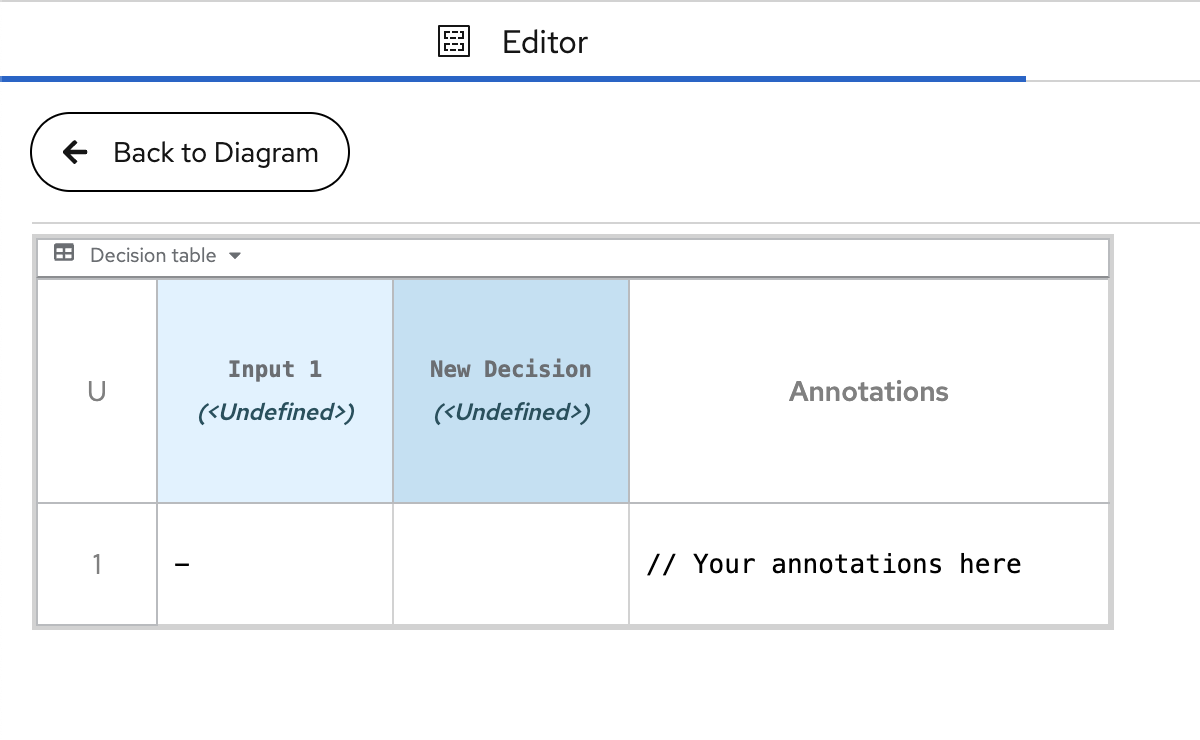 Editor
Back to Diagram
Decision table
U
Input 1
(<Undefined>)
New Decision
(<Undefined>)
Annotations
1
–
// Your annotations here